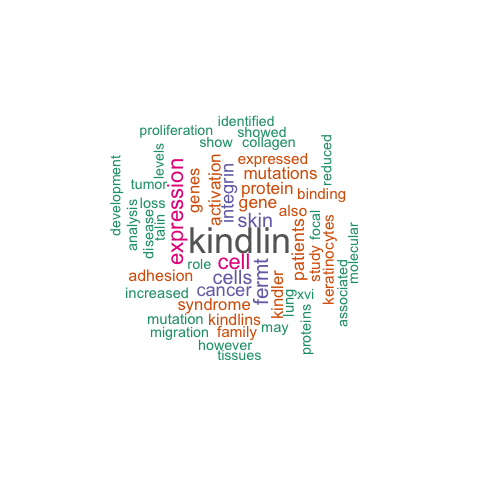 identified
proliferation
showed
show
collagen
levels
reduced
expressed
development
tumor
expression
genes
activation
integrin
mutations
protein
binding
analysis
loss
gene
also
diseases
talin
skin
focal
kindlin
patients
study
keratinocytes
molecular
role
cell
adhesion
cells
fermt
kindler
associated
increased
cancer
lung
xvi
syndrome
mutation
kindlins
may
proteins
migration
family
however
tissues